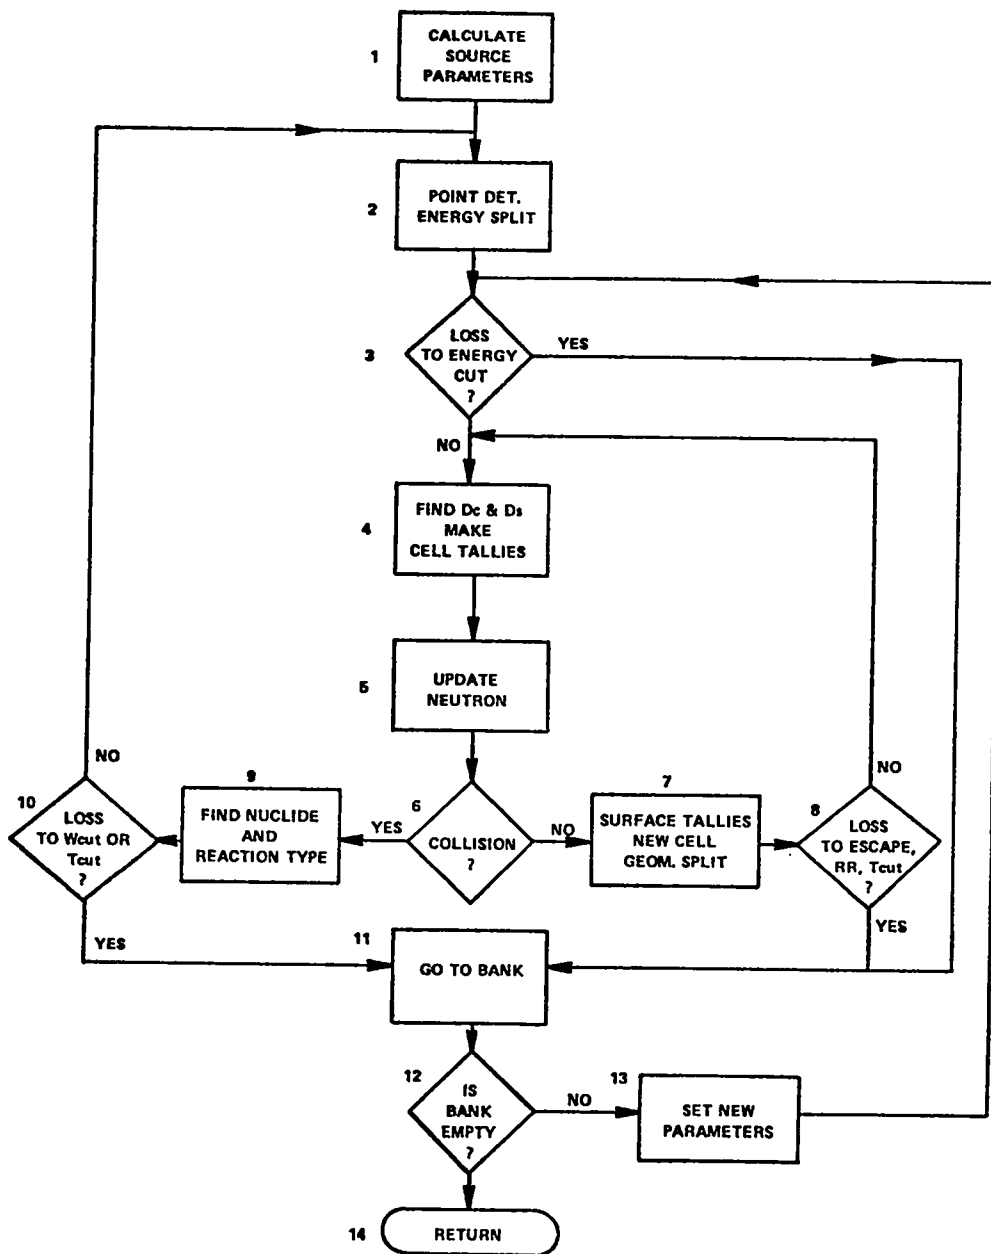 1
CALCULATE
SOURCE
PARAMETERS
2
POINT DET.
ENERGY SPLIT
3
LOSS
TO ENERGY
CUT
?
YES
NO
4
FIND Dc & Ds
MAKE
CELL TALLIES
5
UPDATE
NEUTRON
6
COLLISION
?
YES
NO
7
SURFACE TALLIES
NEW CELL
GEOM. SPLIT
8
LOSS
TO ESCAPE,
RR, Tcut
?
NO
YES
9
FIND NUCLIDE
AND
REACTION TYPE
10
LOSS
TO Wcut OR
Tcut
?
NO
YES
11
GO TO BANK
12
IS
BANK
EMPTY
?
NO
13
SET NEW
PARAMETERS
14
RETURN